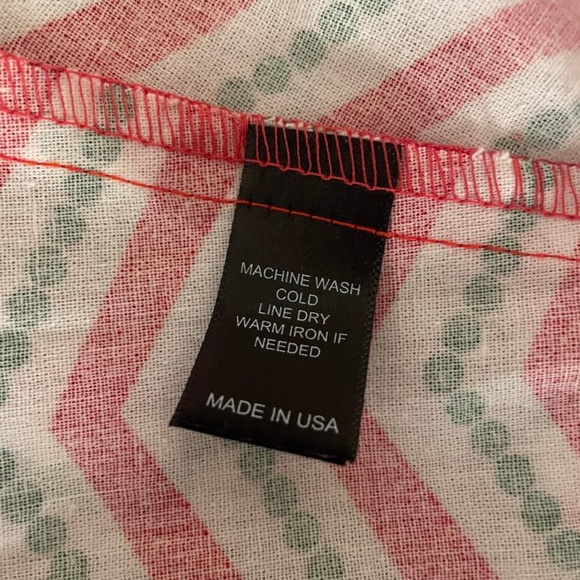 MACHINE WASH
COLD
LINE DRY
WARM IRON IF
NEEDED
MADE IN USA